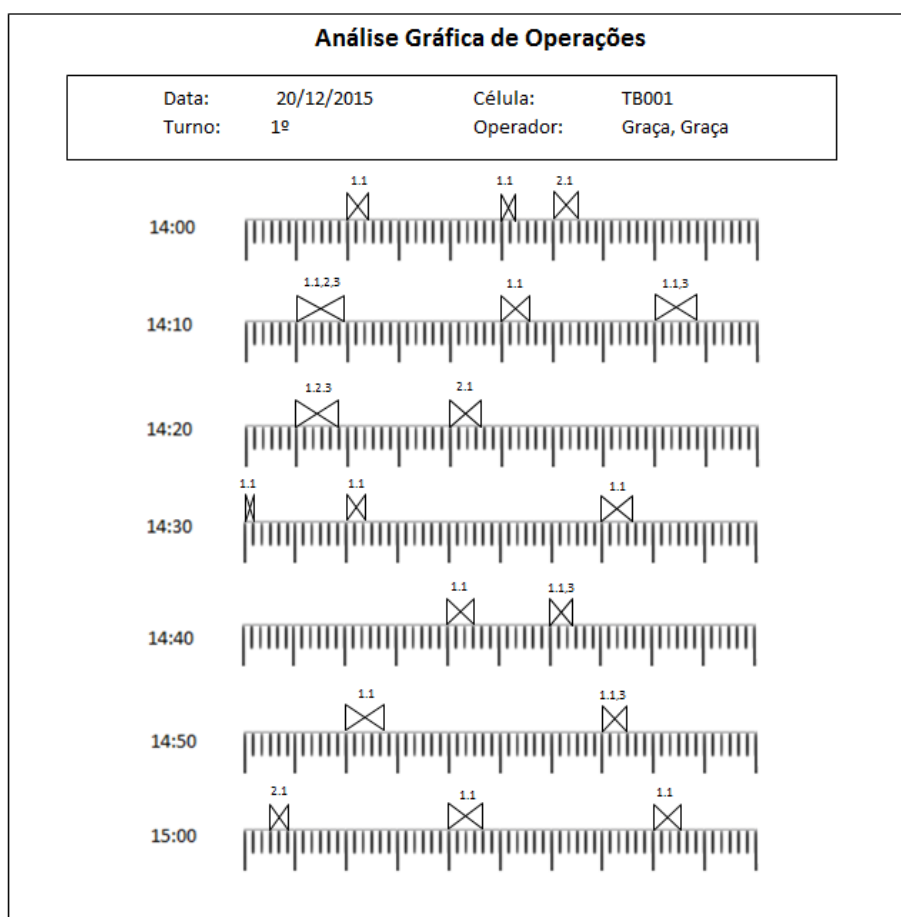 Análise Gráfica de Operações
Data: 20/12/2015 Célula: TB001
Turno: 1º Operador: Graça, Graça
1.1 1.1 2.1
14:00
1.1,2,3 1.1 1.1,3
14:10
1.2.3 2.1
14:20
1.1 1.1 1.1
14:30
1.1 1.1,3
14:40
1.1 1.1,3
14:50
2.1 1.1 1.1
15:00